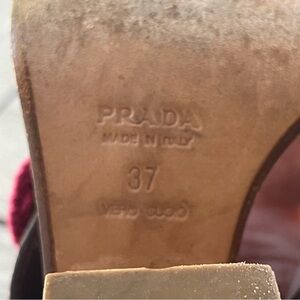 PRADA
MADE IN ITALY
37
VERO CUOIO